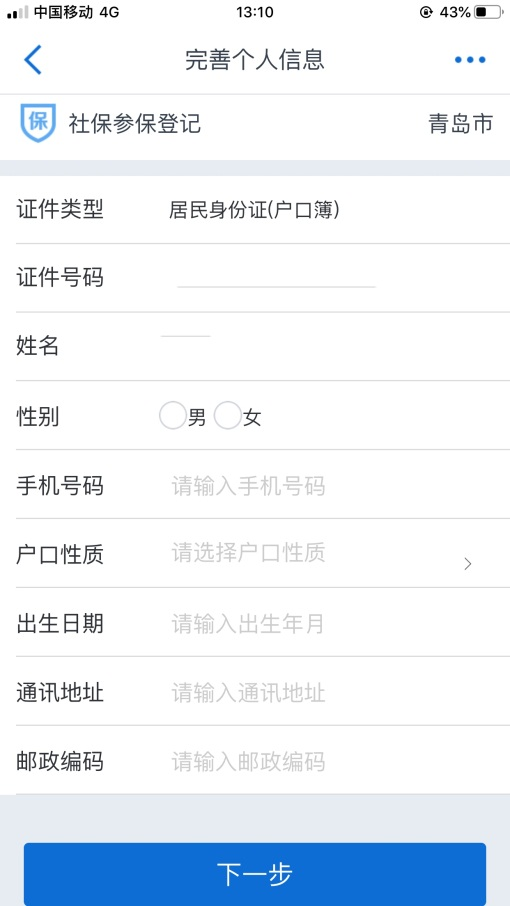 中国移动 4G 13:10 43%
完善个人信息
保 社保参保登记 青岛市
证件类型 居民身份证(户口簿)
证件号码
姓名
性别 男 女
手机号码 请输入手机号码
户口性质 请选择户口性质
出生日期 请输入出生年月
通讯地址 请输入通讯地址
邮政编码 请输入邮政编码
下一步